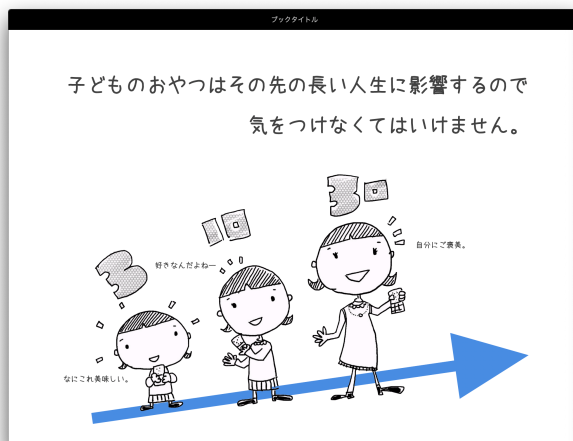 ブックタイトル
子どものおやつはその先の長い人生に影響するので
気をつけなくてはいけません。
30
自分にご褒美。
10
好きなんだよねー
3
なにこれ美味しい。